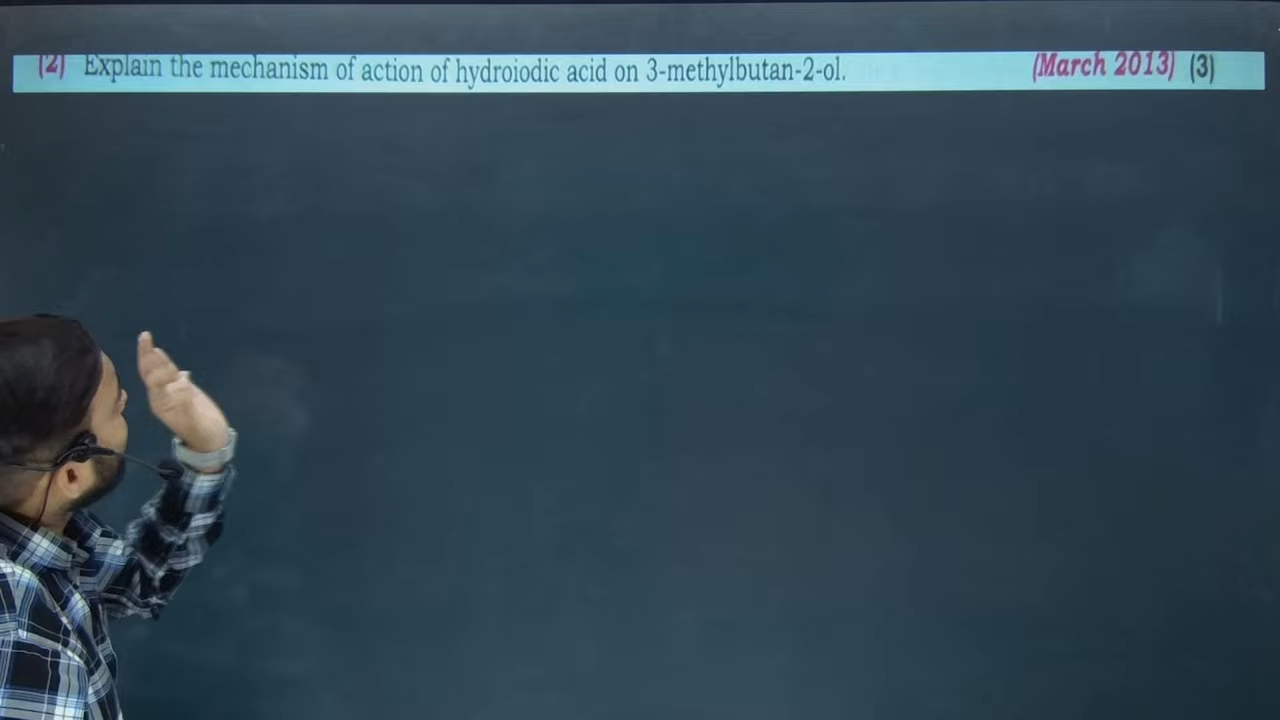 (2) Explain the mechanism of action of hydroiodic acid on 3-methylbutan-2-ol. (March 2013) (3)